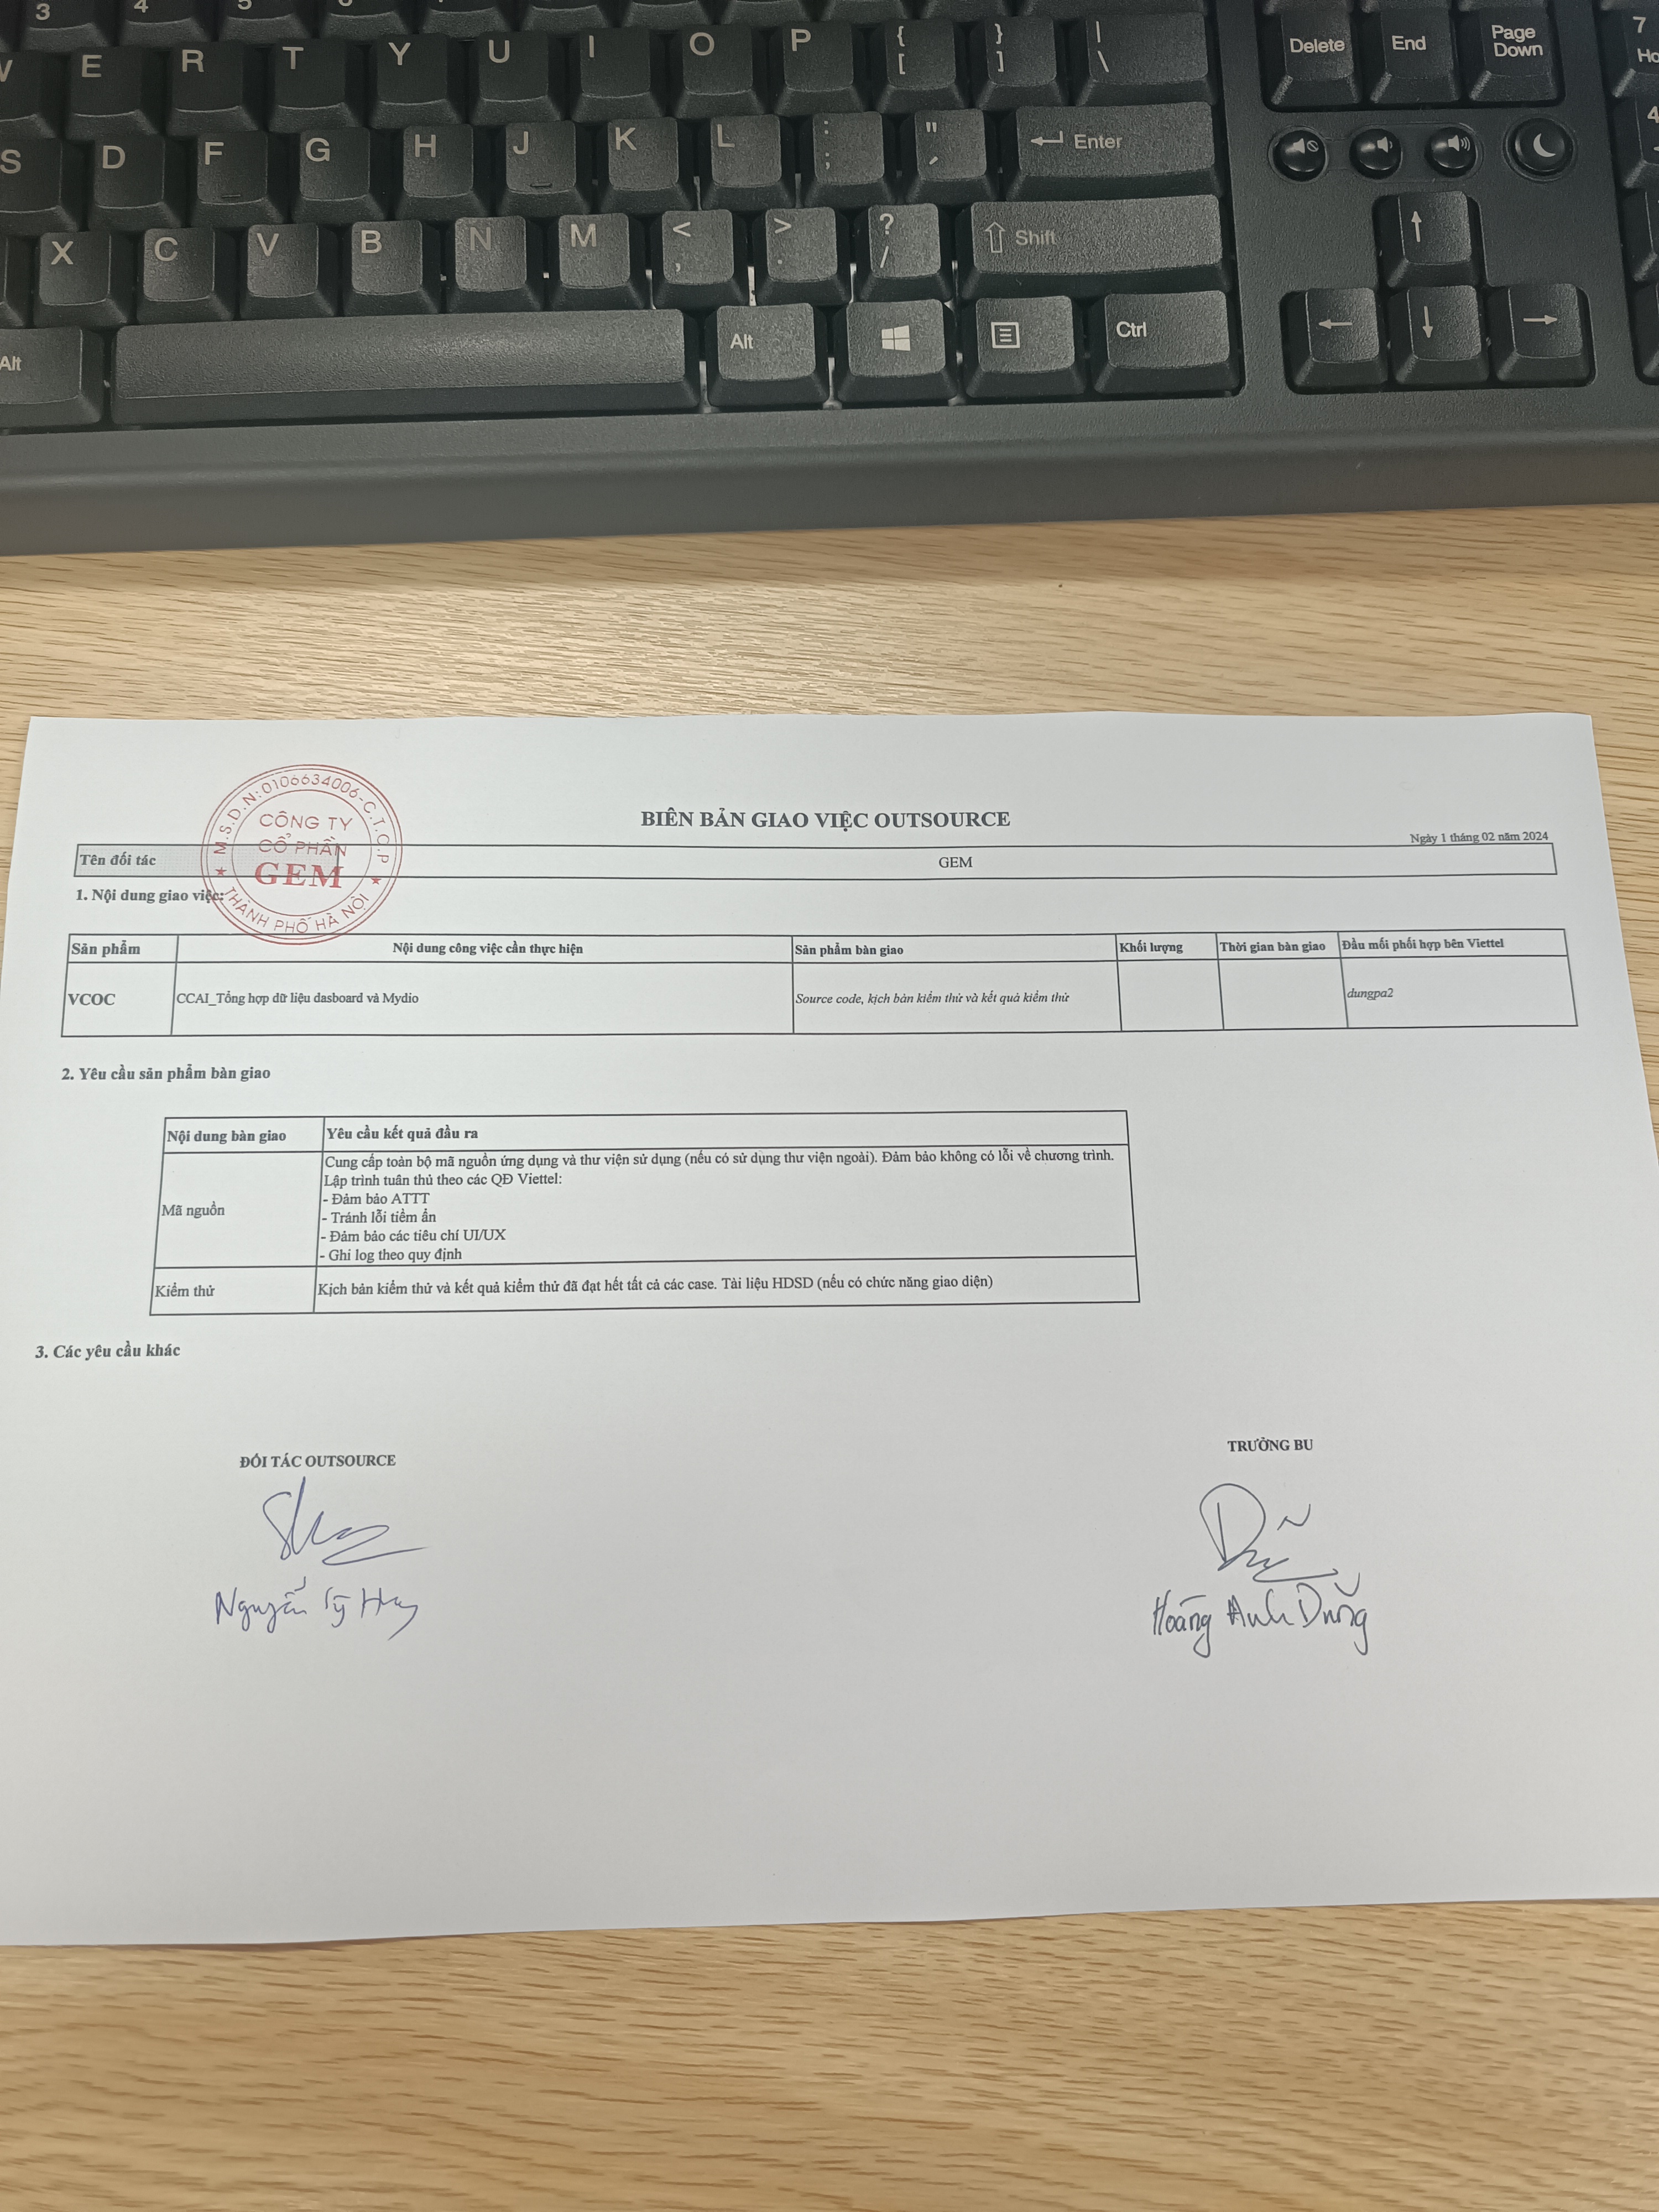 3 4 5
E R T Y U I O P { [ } ] | \ Delete End Page Down 7
S D F G H J K L : ; " ' Enter 4
X C V B N M < , > . ? / Shift
Alt Alt Ctrl
M.S.D.N:0106634006-C.T.C.P
CÔNG TY
CỔ PHẦN
GEM
THÀNH PHỐ HÀ NỘI
BIÊN BẢN GIAO VIỆC OUTSOURCE
Ngày 1 tháng 02 năm 2024
Tên đối tác GEM
1. Nội dung giao việc:
Sản phẩm Nội dung công việc cần thực hiện Sản phẩm bàn giao Khối lượng Thời gian bàn giao Đầu mối phối hợp bên Viettel
VCOC CCAI_Tổng hợp dữ liệu dasboard và Mydio Source code, kịch bản kiểm thử và kết quả kiểm thử dungpa2
2. Yêu cầu sản phẩm bàn giao
Nội dung bàn giao Yêu cầu kết quả đầu ra
Mã nguồn
Cung cấp toàn bộ mã nguồn ứng dụng và thư viện sử dụng (nếu có sử dụng thư viện ngoài). Đảm bảo không có lỗi về chương trình.
Lập trình tuân thủ theo các QĐ Viettel:
- Đảm bảo ATTT
- Tránh lỗi tiềm ẩn
- Đảm bảo các tiêu chí UI/UX
- Ghi log theo quy định
Kiểm thử Kịch bản kiểm thử và kết quả kiểm thử đã đạt hết tất cả các case. Tài liệu HDSD (nếu có chức năng giao diện)
3. Các yêu cầu khác
ĐỐI TÁC OUTSOURCE
TRƯỞNG BU
Nguyễn Sỹ Huy
Hoàng Anh Dũng